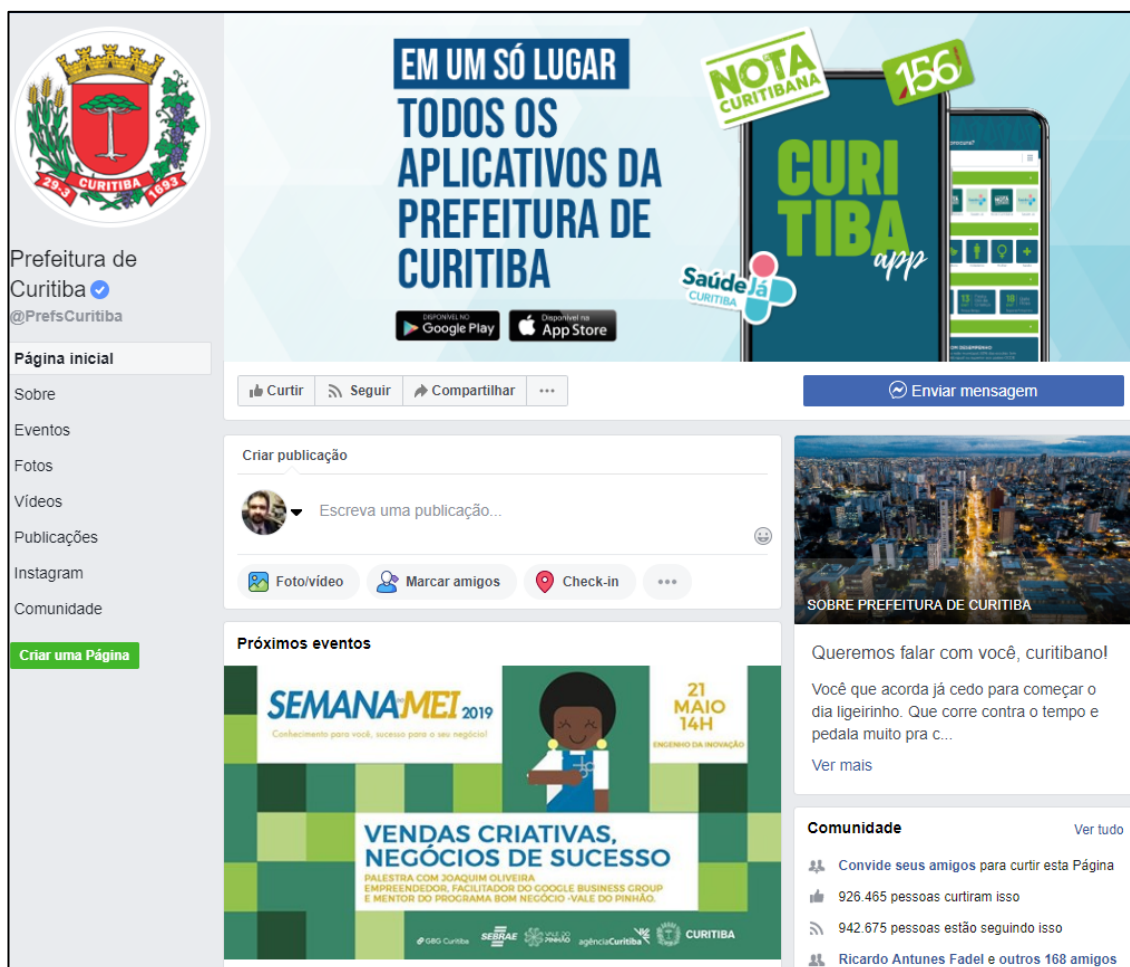 29-3 CURITIBA 1693
Prefeitura de
Curitiba
@PrefsCuritiba
Página inicial
Sobre
Eventos
Fotos
Vídeos
Publicações
Instagram
Comunidade
Criar uma Página
EM UM SÓ LUGAR
TODOS OS
APLICATIVOS DA
PREFEITURA DE
CURITIBA
DISPONÍVEL NO
Google Play
Disponível na
App Store
NOTA
CURITIBANA
156
CURI
TIBA
app
Saúde Já
CURITIBA
Curtir
Seguir
Compartilhar
Enviar mensagem
Criar publicação
Escreva uma publicação...
Foto/vídeo
Marcar amigos
Check-in
Próximos eventos
SEMANA DO MEI 2019
Conhecimento para você, sucesso para o seu negócio!
21
MAIO
14H
ENGENHO DA INOVAÇÃO
VENDAS CRIATIVAS,
NEGÓCIOS DE SUCESSO
PALESTRA COM JOAQUIM OLIVEIRA
EMPREENDEDOR, FACILITADOR DO GOOGLE BUSINESS GROUP
E MENTOR DO PROGRAMA BOM NEGÓCIO -VALE DO PINHÃO.
GBG Curitiba
SEBRAE
VALE DO
PINHÃO
agênciaCuritiba
CURITIBA
SOBRE PREFEITURA DE CURITIBA
Queremos falar com você, curitibano!
Você que acorda já cedo para começar o
dia ligeirinho. Que corre contra o tempo e
pedala muito pra c...
Ver mais
Comunidade
Ver tudo
Convide seus amigos para curtir esta Página
926.465 pessoas curtiram isso
942.675 pessoas estão seguindo isso
Ricardo Antunes Fadel e outros 168 amigos